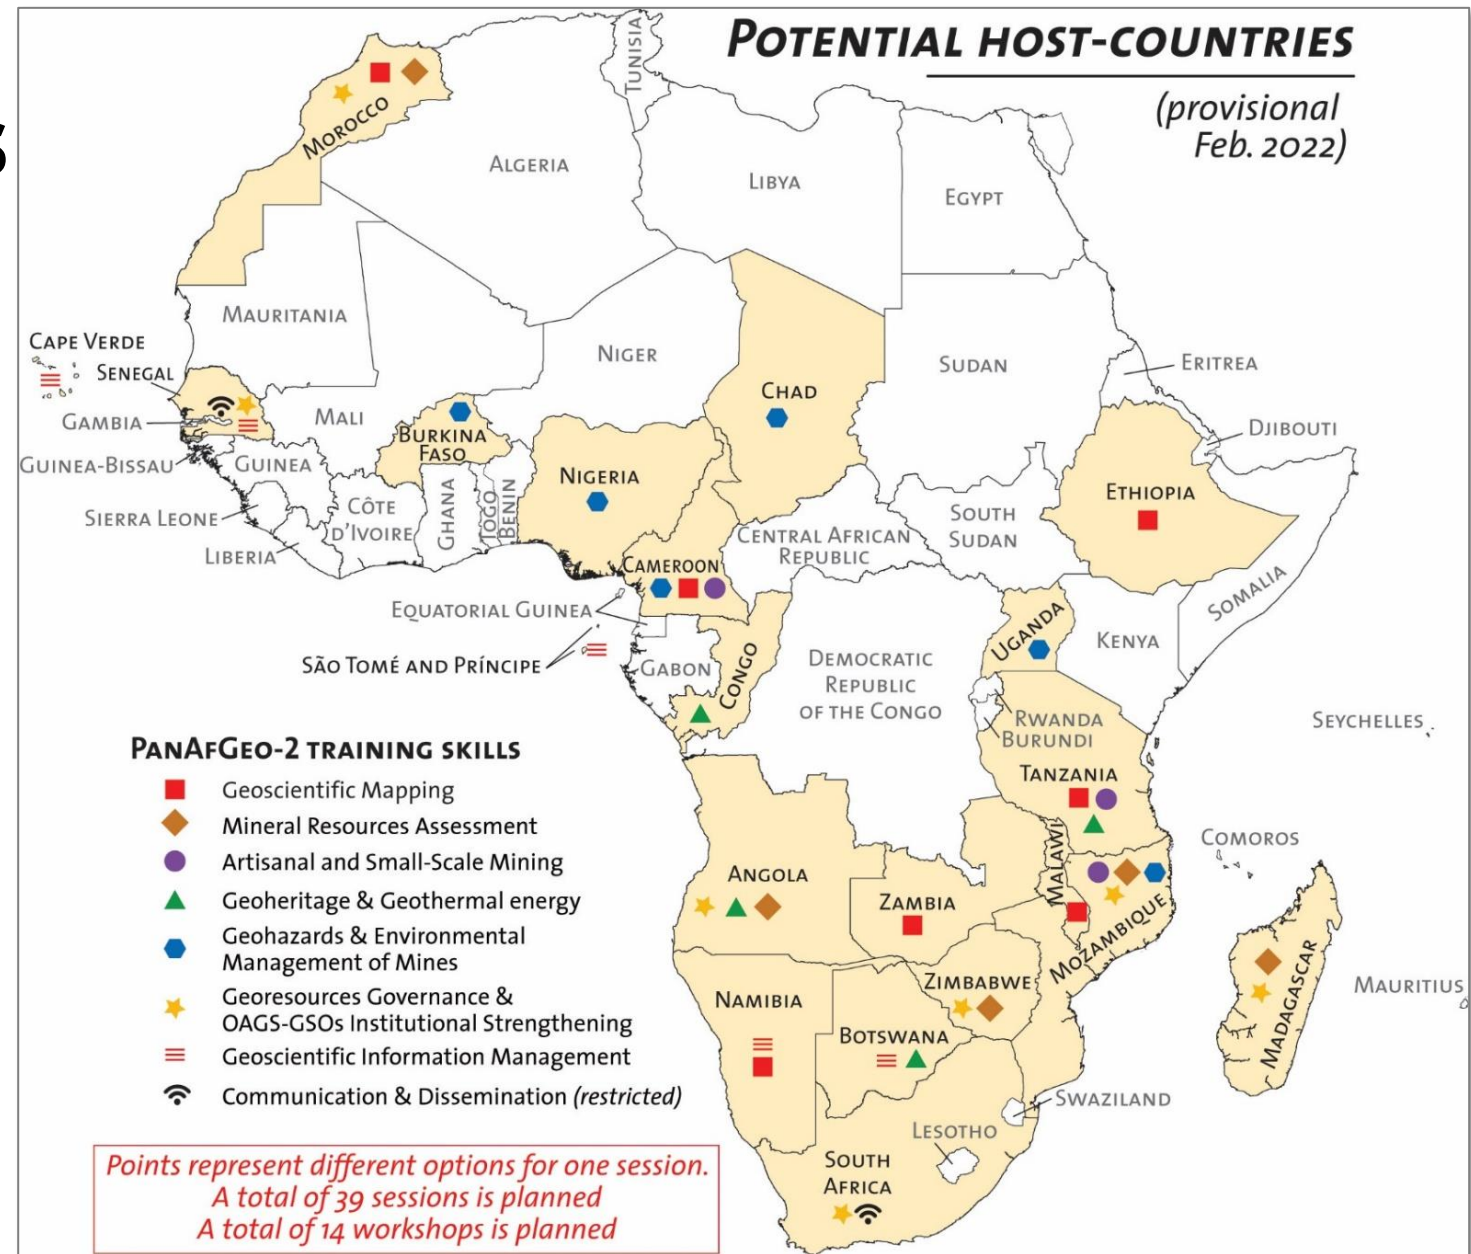 S
POTENTIAL HOST-COUNTRIES
(provisional
Feb. 2022)
TUNISIA
MOROCCO
ALGERIA
LIBYA
EGYPT
MAURITANIA
CAPE VERDE
SENEGAL
GAMBIA
GUINEA-BISSAU
MALI
NIGER
CHAD
SUDAN
ERITREA
DJIBOUTI
BURKINA
FASO
GUINEA
SIERRA LEONE
LIBERIA
CÔTE
D'IVOIRE
GHANA
TOGO
BENIN
NIGERIA
ETHIOPIA
SOUTH
SUDAN
CENTRAL AFRICAN
REPUBLIC
CAMEROON
SOMALIA
EQUATORIAL GUINEA
SÃO TOMÉ AND PRÍNCIPE
GABON
CONGO
DEMOCRATIC
REPUBLIC
OF THE CONGO
UGANDA
KENYA
RWANDA
BURUNDI
SEYCHELLES
TANZANIA
COMOROS
MALAWI
ANGOLA
ZAMBIA
MOZAMBIQUE
ZIMBABWE
NAMIBIA
BOTSWANA
MADAGASCAR
MAURITIUS
SWAZILAND
LESOTHO
SOUTH
AFRICA
PANAFGEO-2 TRAINING SKILLS
Geoscientific Mapping
Mineral Resources Assessment
Artisanal and Small-Scale Mining
Geoheritage & Geothermal energy
Geohazards & Environmental
Management of Mines
Georesources Governance &
OAGS-GSOs Institutional Strengthening
Geoscientific Information Management
Communication & Dissemination (restricted)
Points represent different options for one session.
A total of 39 sessions is planned
A total of 14 workshops is planned